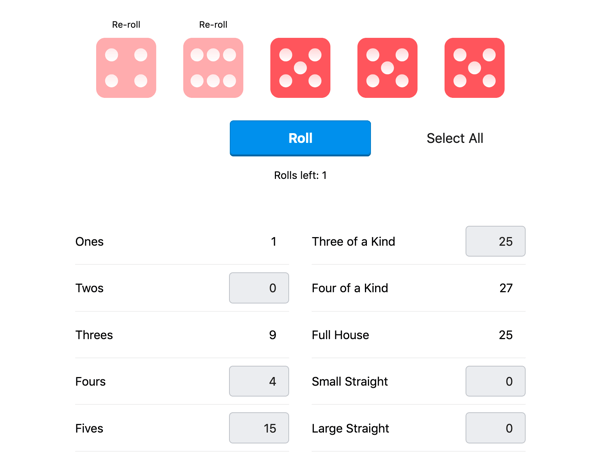 Re-roll Re-roll
Roll Select All
Rolls left: 1
Ones 1 Three of a Kind 25
Twos 0 Four of a Kind 27
Threes 9 Full House 25
Fours 4 Small Straight 0
Fives 15 Large Straight 0